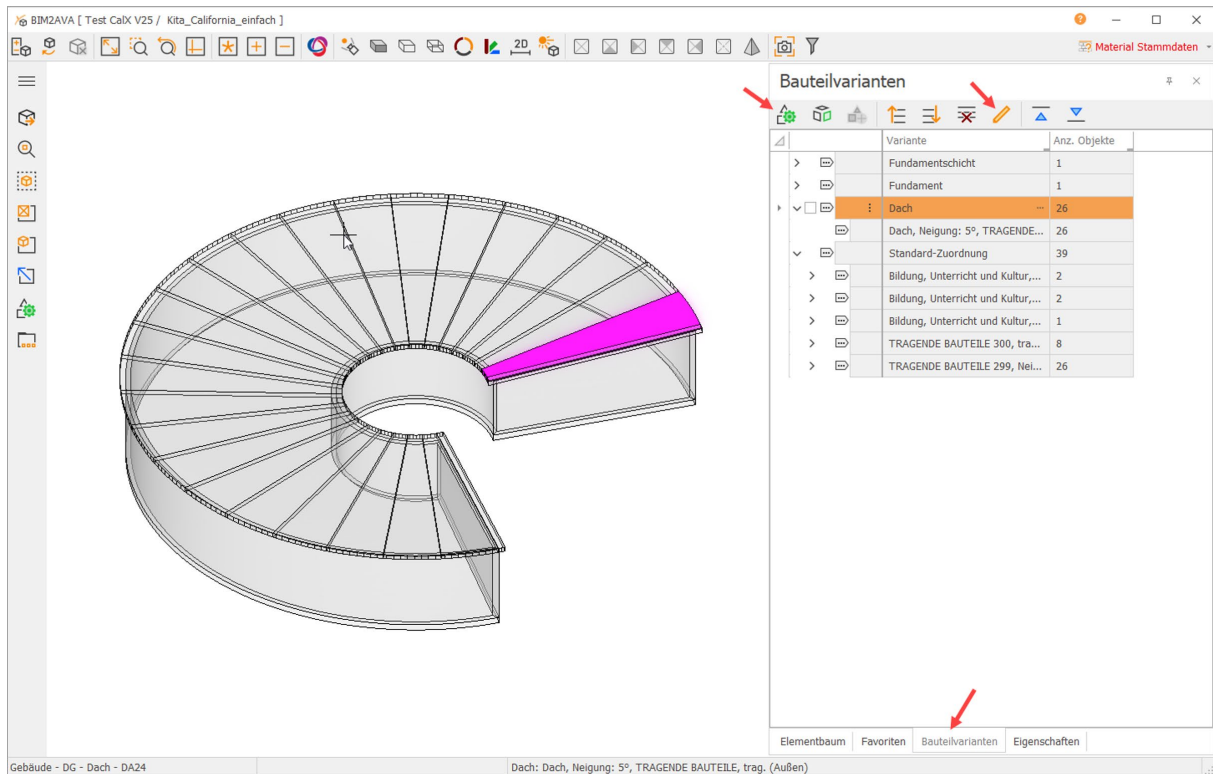 BIM2AVA [ Test CalX V25 / Kita_California_einfach ]
2D
Material Stammdaten
Bauteilvarianten
Variante Anz. Objekte
Fundamentschicht 1
Fundament 1
Dach 26
Dach, Neigung: 5º, TRAGENDE... 26
Standard-Zuordnung 39
Bildung, Unterricht und Kultur,... 2
Bildung, Unterricht und Kultur,... 2
Bildung, Unterricht und Kultur,... 1
TRAGENDE BAUTEILE 300, tra... 8
TRAGENDE BAUTEILE 299, Nei... 26
Elementbaum Favoriten Bauteilvarianten Eigenschaften
Gebäude - DG - Dach - DA24 Dach: Dach, Neigung: 5º, TRAGENDE BAUTEILE, trag. (Außen)